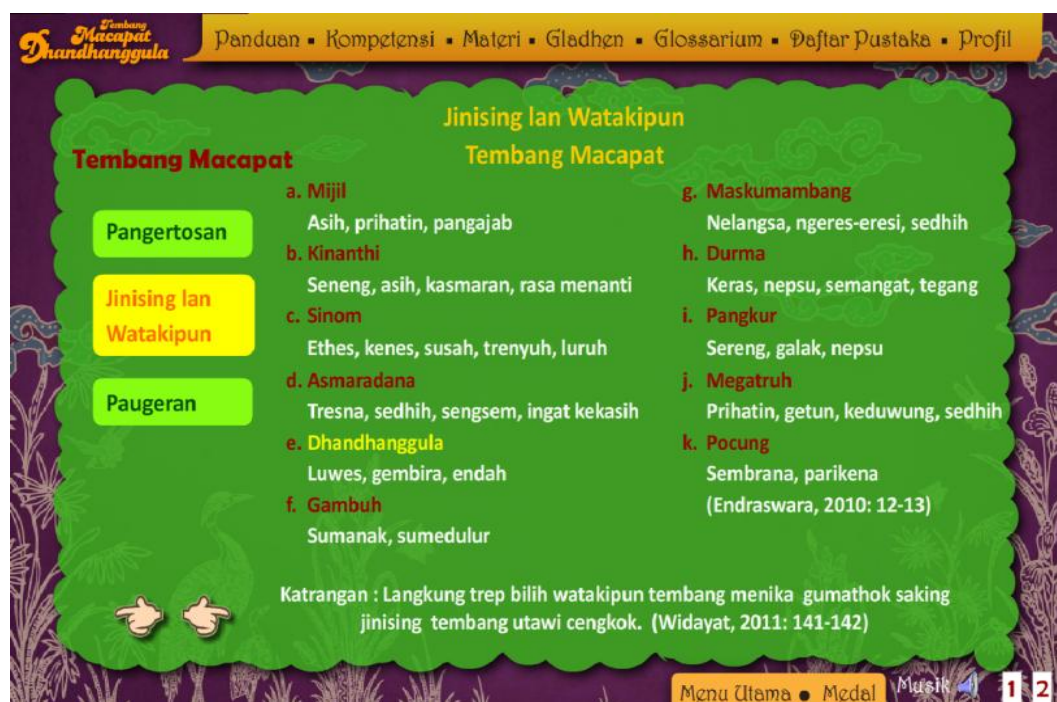 Tembang
Macapat
Dhandhanggula
Panduan ▪ Kompetensi ▪ Materi ▪ Gladhen ▪ Glossarium ▪ Daftar Pustaka ▪ Profil
Tembang Macapat
Pangertosan
Jinising lan
Watakipun
Paugeran
Jinising lan Watakipun
Tembang Macapat
a. Mijil
Asih, prihatin, pangajab
b. Kinanthi
Seneng, asih, kasmaran, rasa menanti
c. Sinom
Ethes, kenes, susah, trenyuh, luruh
d. Asmaradana
Tresna, sedhih, sengsem, ingat kekasih
e. Dhandhanggula
Luwes, gembira, endah
f. Gambuh
Sumanak, sumedulur
g. Maskumambang
Nelangsa, ngeres-eresi, sedhih
h. Durma
Keras, nepsu, semangat, tegang
i. Pangkur
Sereng, galak, nepsu
j. Megatruh
Prihatin, getun, keduwung, sedhih
k. Pocung
Sembrana, parikena
(Endraswara, 2010: 12-13)
Katrangan : Langkung trep bilih watakipun tembang menika gumathok saking
jinising tembang utawi cengkok. (Widayat, 2011: 141-142)
Menu Utama ● Medal
Musik
1 2